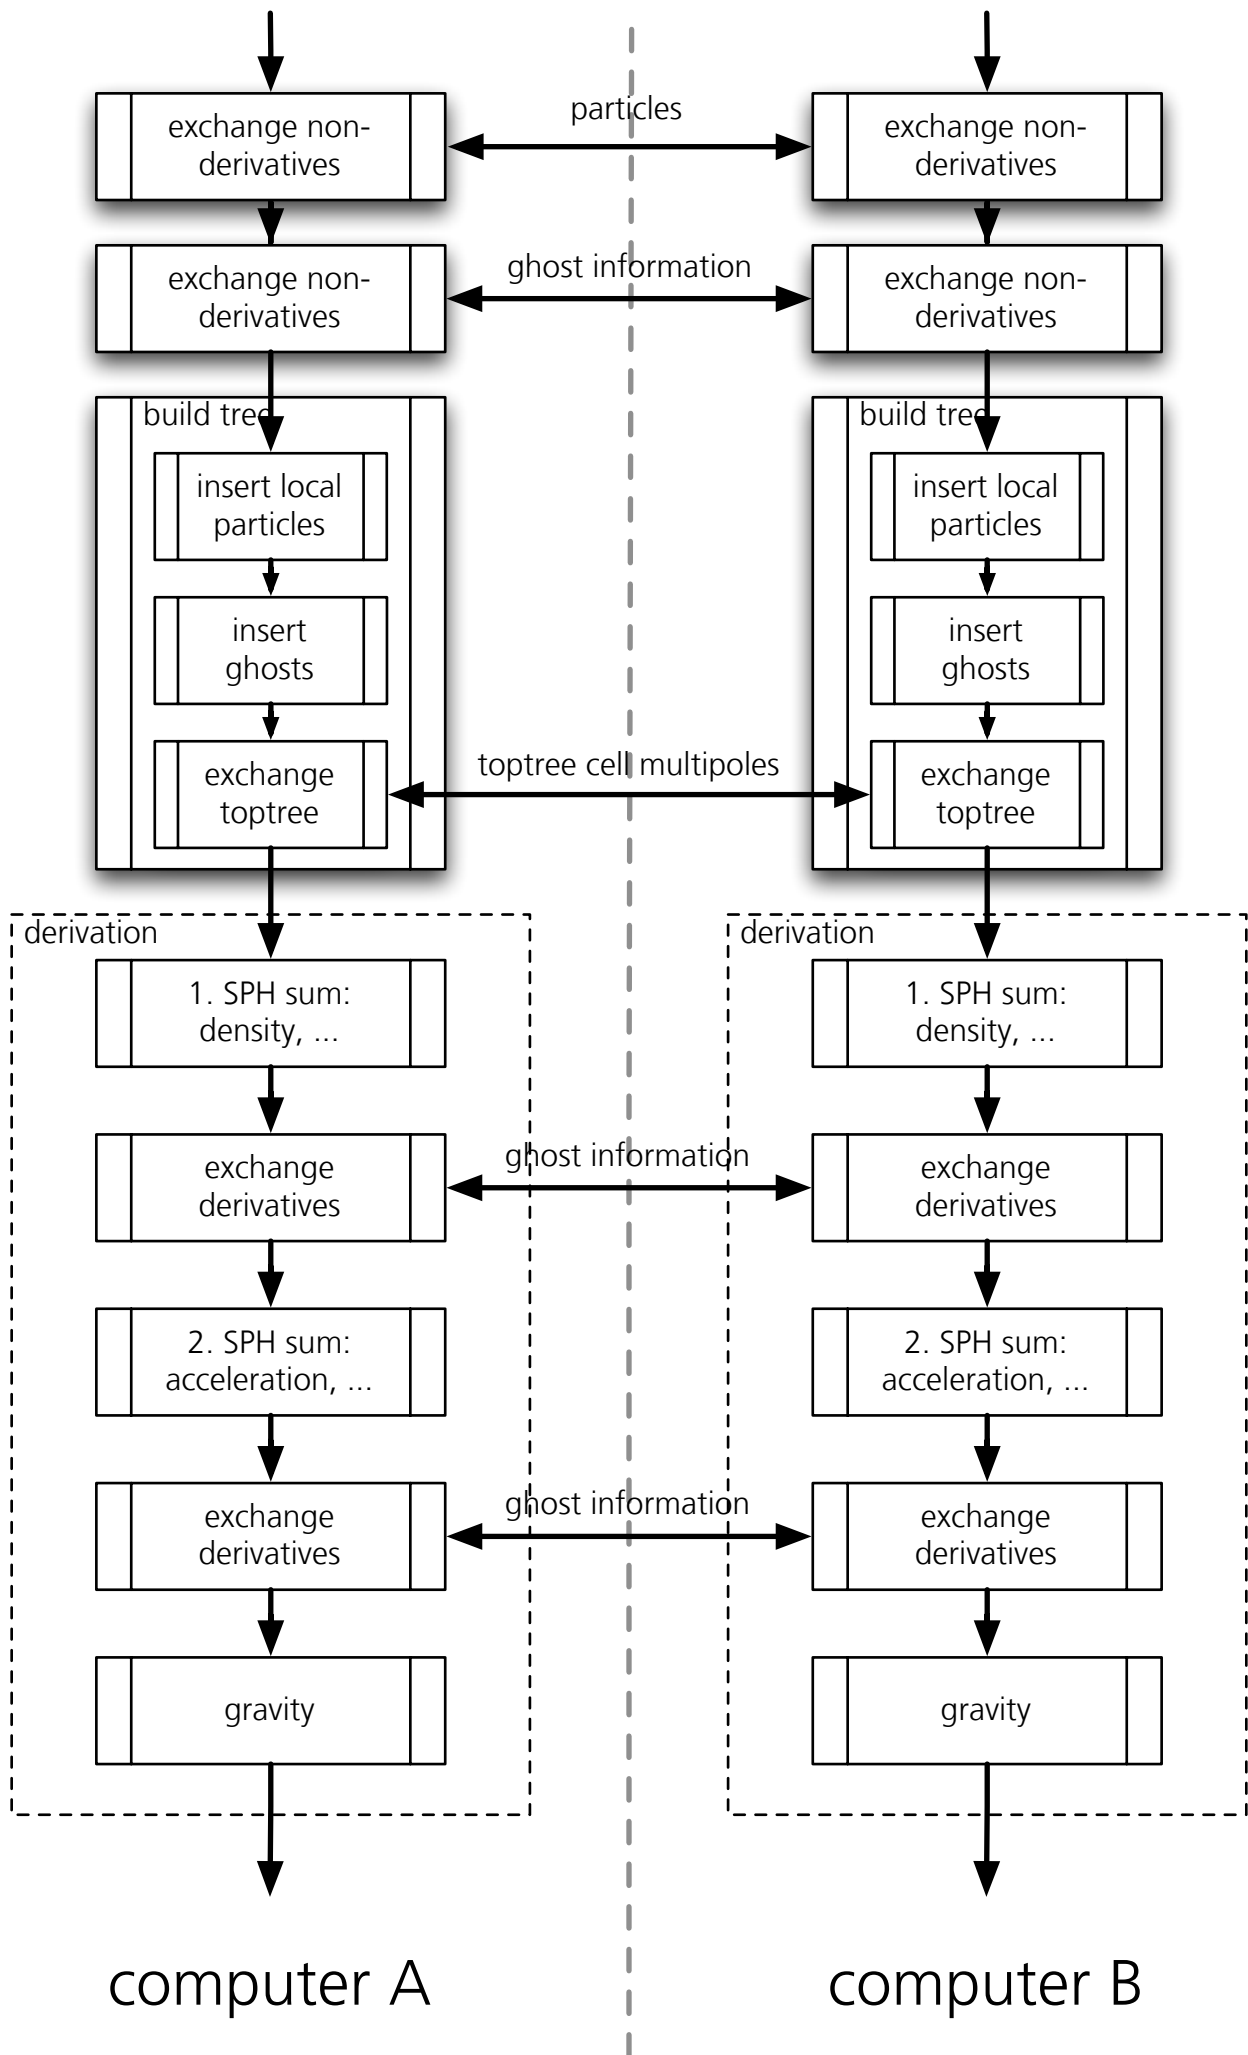 particles
exchange non-
derivatives
exchange non-
derivatives
ghost information
exchange non-
derivatives
exchange non-
derivatives
build tree
build tree
insert local
particles
insert local
particles
insert
ghosts
insert
ghosts
toptree cell multipoles
exchange
toptree
exchange
toptree
derivation
derivation
1. SPH sum:
density, ...
1. SPH sum:
density, ...
ghost information
exchange
derivatives
exchange
derivatives
2. SPH sum:
acceleration, ...
2. SPH sum:
acceleration, ...
ghost information
exchange
derivatives
exchange
derivatives
gravity
gravity
computer A
computer B